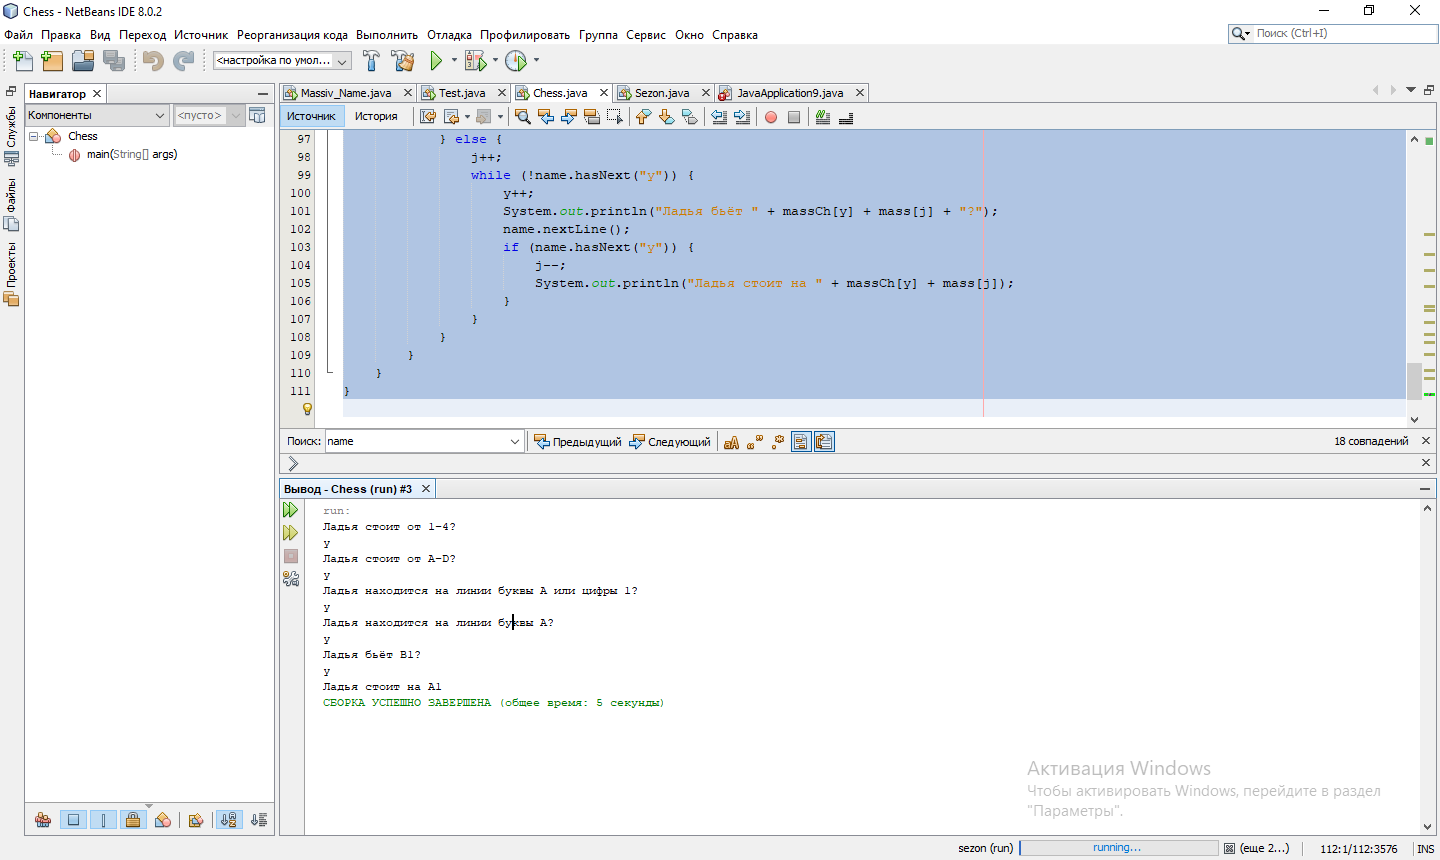 Chess - NetBeans IDE 8.0.2
Файл Правка Вид Переход Источник Реорганизация кода Выполнить Отладка Профилировать Группа Сервис Окно Справка
Поиск (Ctrl+I)
<настройка по умол...
Навигатор
Massiv_Name.java Test.java Chess.java Sezon.java JavaApplication9.java
Компоненты <пусто>
Источник История
Службы
Файлы
Проекты
Chess
main(String[] args)
97 } else {
98 j++;
99 while (!name.hasNext("y")) {
100 y++;
101 System.out.println("Ладья бьёт " + massCh[y] + mass[j] + "?");
102 name.nextLine();
103 if (name.hasNext("y")) {
104 j--;
105 System.out.println("Ладья стоит на " + massCh[y] + mass[j]);
106 }
107 }
108 }
109 }
110 }
111 }
Поиск: name Предыдущий Следующий 18 совпадений
Вывод - Chess (run) #3
run:
Ладья стоит от 1-4?
y
Ладья стоит от A-D?
y
Ладья находится на линии буквы A или цифры 1?
y
Ладья находится на линии буквы A?
y
Ладья бьёт B1?
y
Ладья стоит на A1
СБОРКА УСПЕШНО ЗАВЕРШЕНА (общее время: 5 секунды)
Активация Windows
Чтобы активировать Windows, перейдите в раздел
"Параметры".
sezon (run) running... (еще 2...) 112:1/112:3576 INS